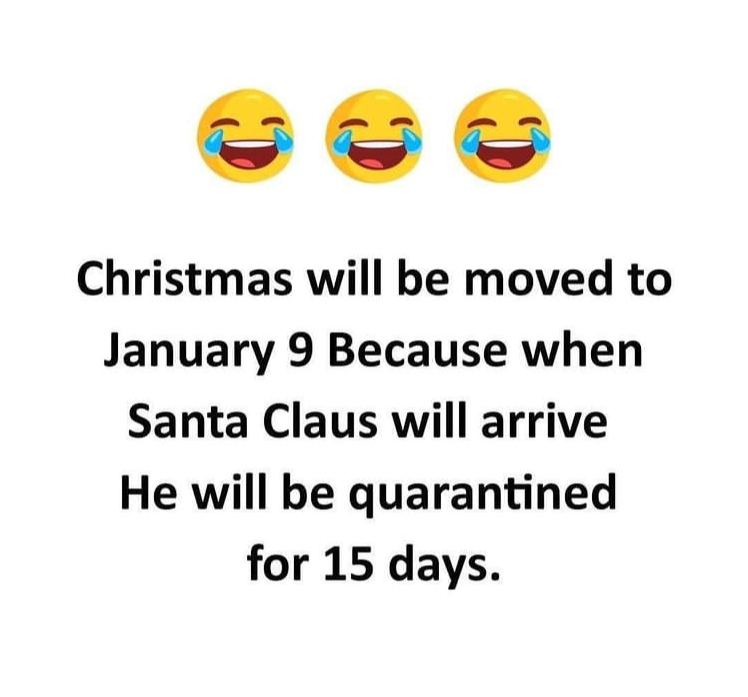 Christmas will be moved to
January 9 Because when
Santa Claus will arrive
He will be quarantined
for 15 days.